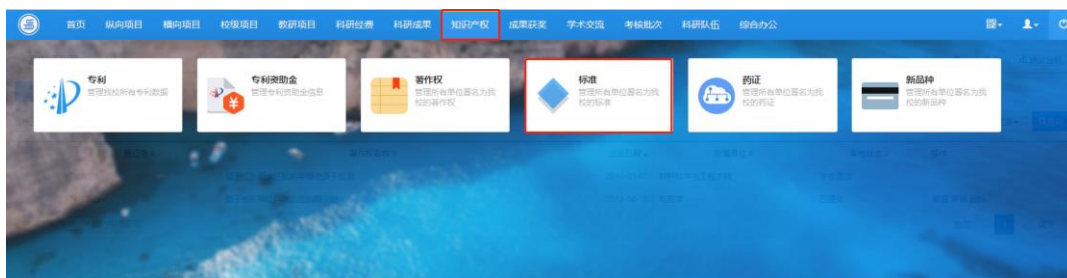 首页 纵向项目 横向项目 校级项目 教研项目 科研经费 科研成果 知识产权 成果获奖 学术交流 考核批次 科研队伍 综合办公
专利
管理我校所有专利数据
专利资助金
管理专利资助金信息
著作权
管理所有单位署名为我
校的著作权
标准
管理所有单位署名为我
校的标准
药证
管理所有单位署名为我
校的药证
新品种
管理所有单位署名为我
校的新品种